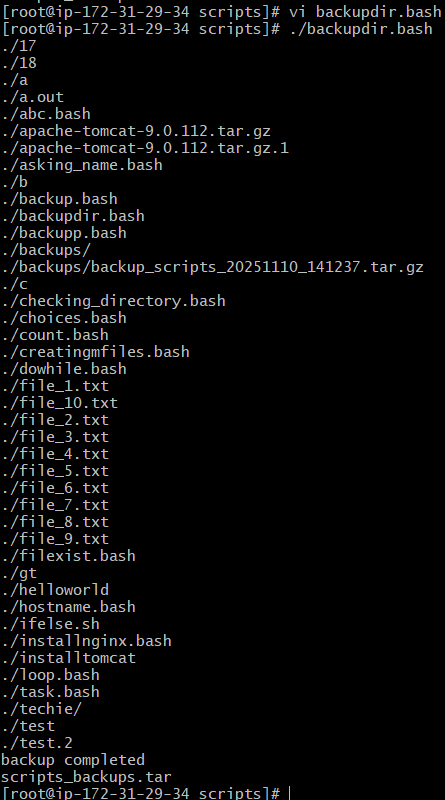 [root@ip-172-31-29-34 scripts]# vi backupdir.bash
[root@ip-172-31-29-34 scripts]# ./backupdir.bash
./17
./18
./a
./a.out
./abc.bash
./apache-tomcat-9.0.112.tar.gz
./apache-tomcat-9.0.112.tar.gz.1
./asking_name.bash
./b
./backup.bash
./backupdir.bash
./backupp.bash
./backups/
./backups/backup_scripts_20251110_141237.tar.gz
./c
./checking_directory.bash
./choices.bash
./count.bash
./creatingmfiles.bash
./dowhile.bash
./file_1.txt
./file_10.txt
./file_2.txt
./file_3.txt
./file_4.txt
./file_5.txt
./file_6.txt
./file_7.txt
./file_8.txt
./file_9.txt
./filexist.bash
./gt
./helloworld
./hostname.bash
./ifelse.sh
./installnginx.bash
./installtomcat
./loop.bash
./task.bash
./techie/
./test
./test.2
backup completed
scripts_backups.tar
[root@ip-172-31-29-34 scripts]#